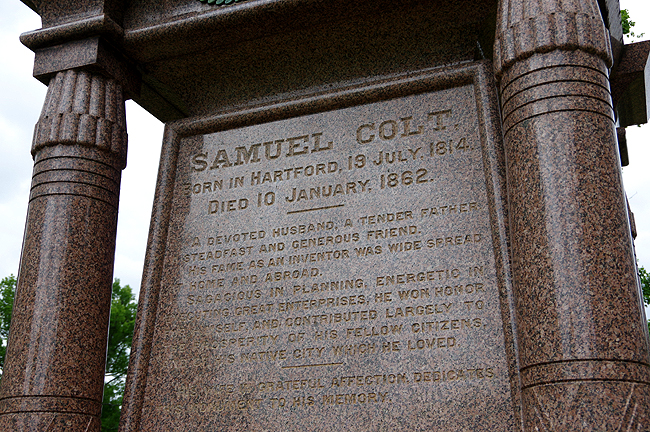 SAMUEL COLT,
BORN IN HARTFORD, 19 JULY, 1814.
DIED 10 JANUARY, 1862.
A DEVOTED HUSBAND, A TENDER FATHER
STEADFAST AND GENEROUS FRIEND.
HIS FAME AS AN INVENTOR WAS WIDE SPREAD
HOME AND ABROAD.
SAGACIOUS IN PLANNING, ENERGETIC IN
GREAT ENTERPRISES; HE WON HONOR
AND CONTRIBUTED LARGELY TO
PROSPERITY OF HIS FELLOW CITIZENS,
NATIVE CITY WHICH HE LOVED
GRATEFUL AFFECTION, DEDICATES
TO HIS MEMORY.